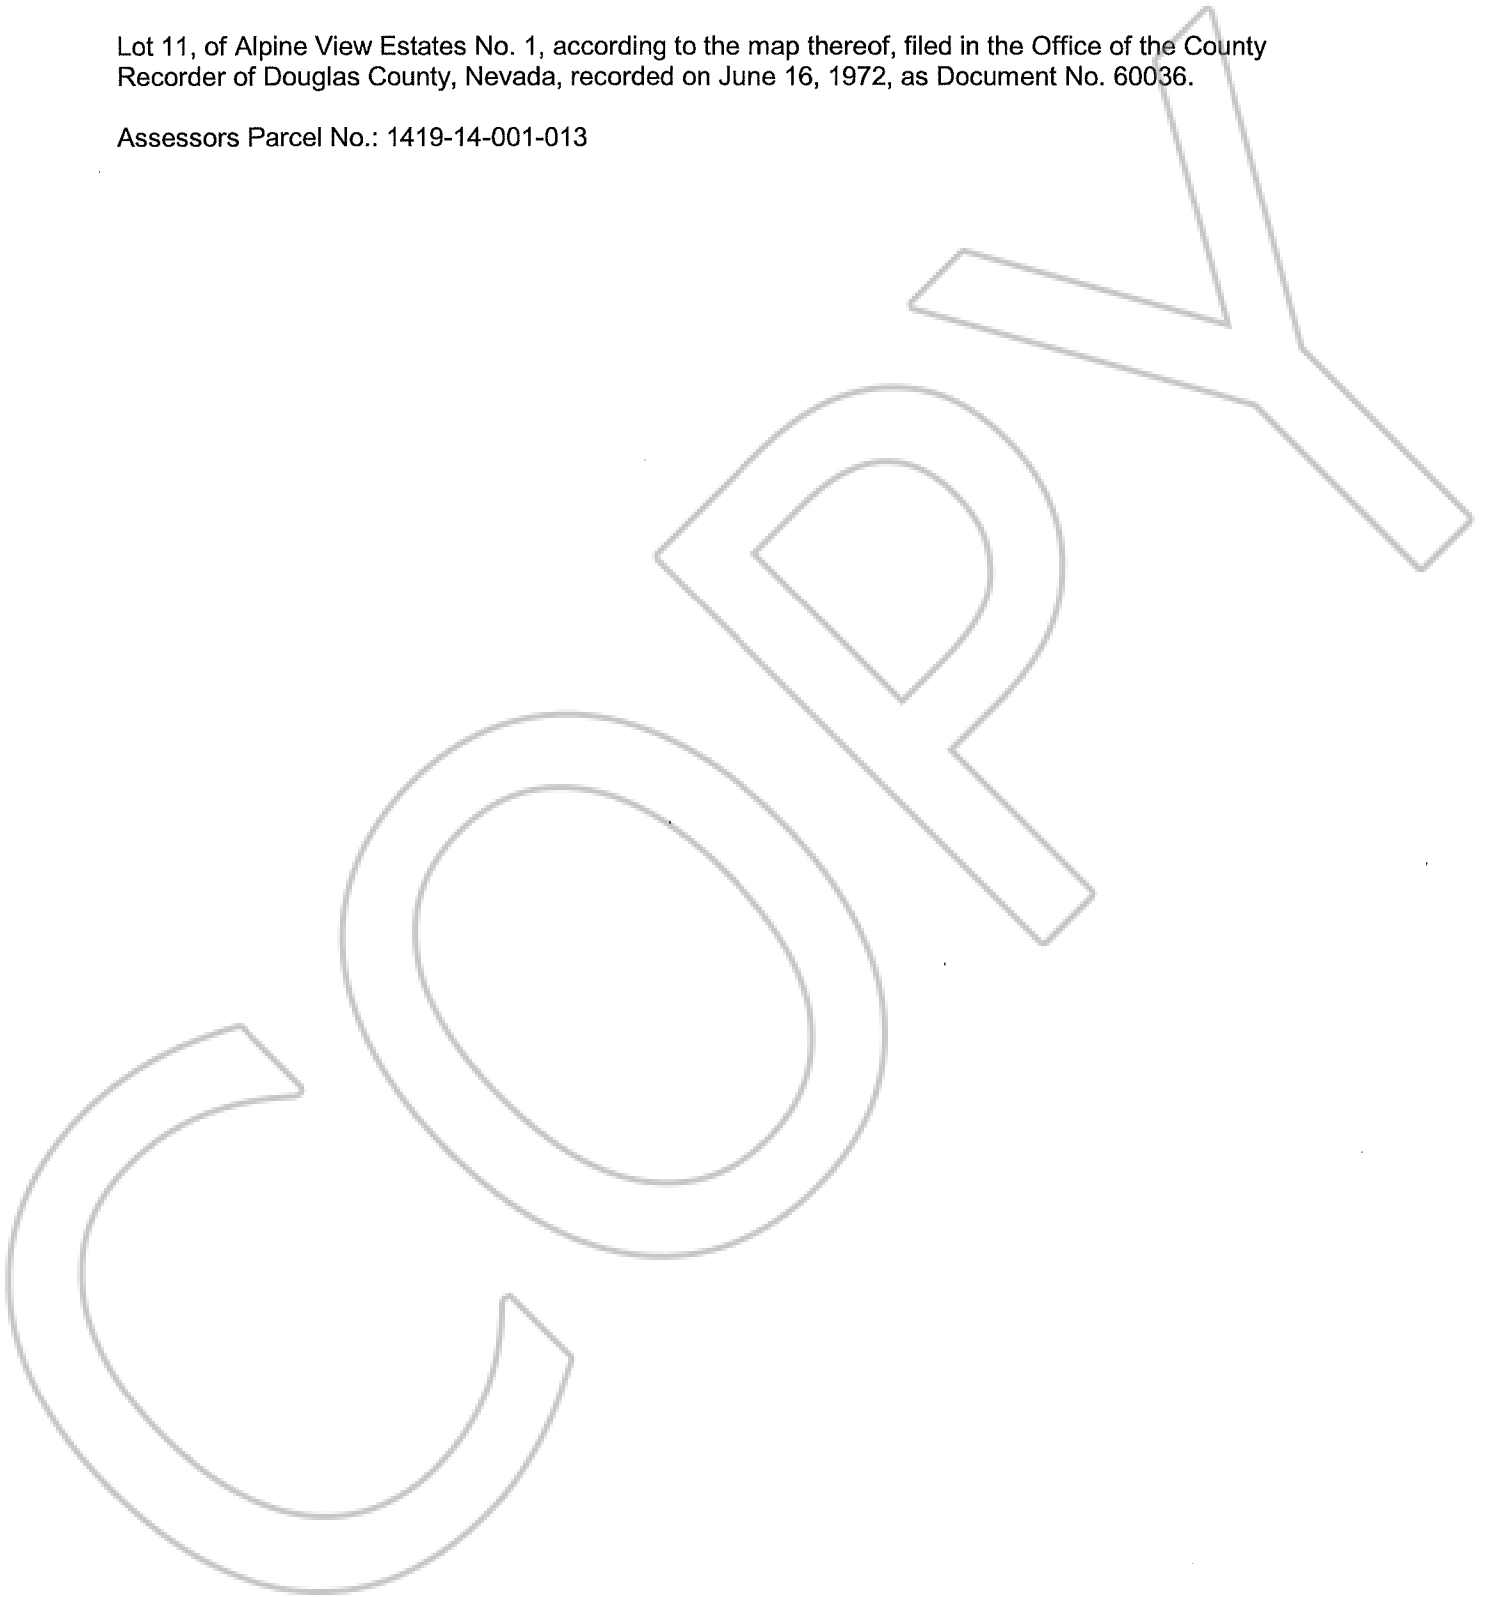 Lot 11, of Alpine View Estates No. 1, according to the map thereof, filed in the Office of the County
Recorder of Douglas County, Nevada, recorded on June 16, 1972, as Document No. 60036.
Assessors Parcel No.: 1419-14-001-013
COPY